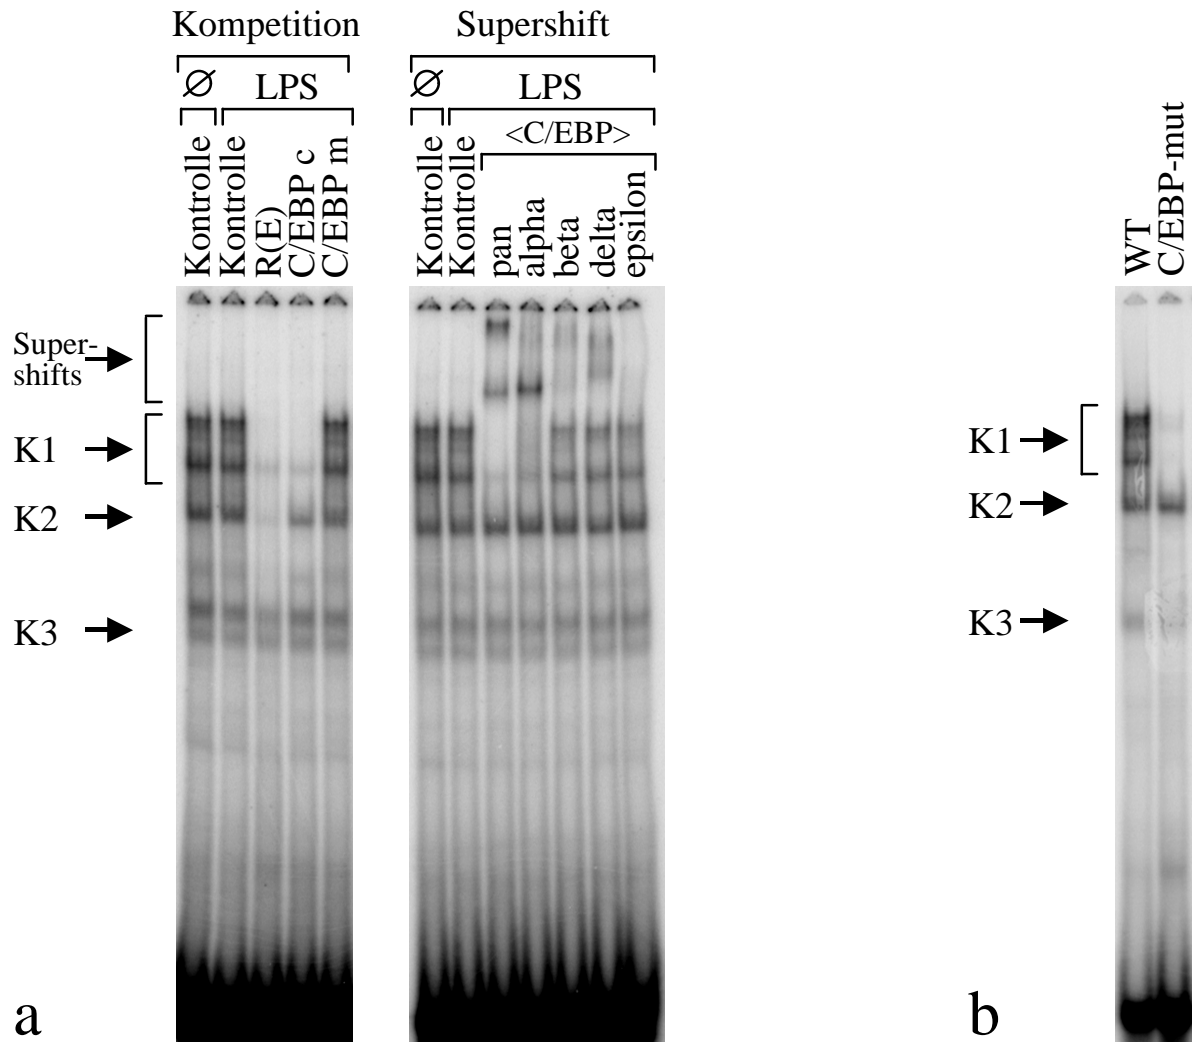 Kompetition
Supershift
Ø
LPS
Ø
LPS
<C/EBP>
Kontrolle
Kontrolle
R(E)
C/EBP c
C/EBP m
Kontrolle
Kontrolle
pan
alpha
beta
delta
epsilon
WT
C/EBP-mut
Super-
shifts
K1
K2
K3
K1
K2
K3
a
b